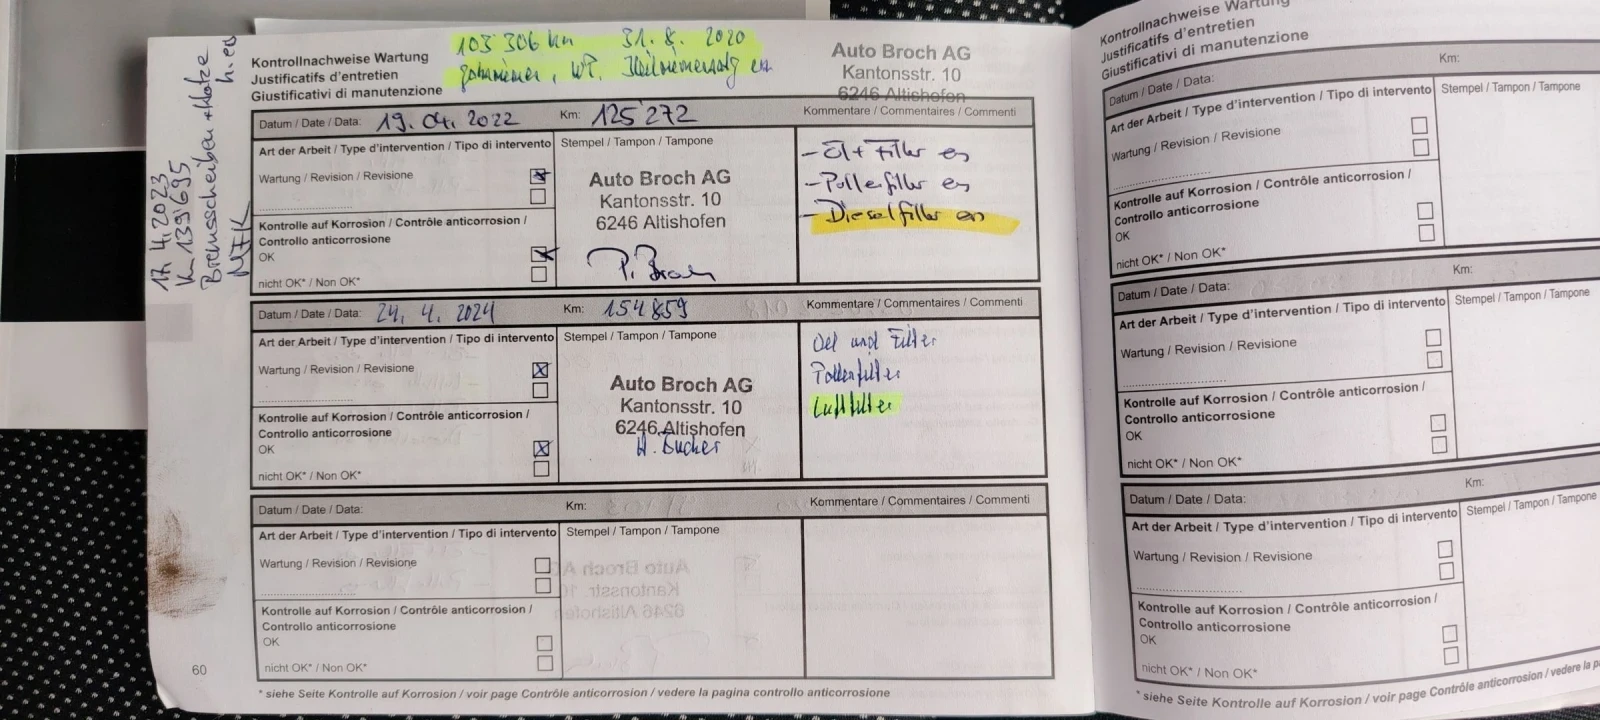 17.4.2023
Km 139'695
Bremsscheiben + Klötze
h. er.
MFK
103 306 km 31.8.2020
Zahnriemen, WP, Keilriemensatz er.
Kontrollnachweise Wartung
Justificatifs d'entretien
Giustificativi di manutenzione
Auto Broch AG
Kantonsstr. 10
6246 Altishofen
Datum / Date / Data: 19.04.2022 Km: 125'272 Kommentare / Commentaires / Commenti
Art der Arbeit / Type d'intervention / Tipo di intervento Stempel / Tampon / Tampone
Wartung / Revision / Revisione
Kontrolle auf Korrosion / Contrôle anticorrosion /
Controllo anticorrosione
OK
nicht OK* / Non OK*
Auto Broch AG
Kantonsstr. 10
6246 Altishofen
P. Broch
- Öl + Filter er.
- Pollenfilter er.
- Dieselfilter er.
Datum / Date / Data: 24. 4. 2024 Km: 154859 Kommentare / Commentaires / Commenti
Art der Arbeit / Type d'intervention / Tipo di intervento Stempel / Tampon / Tampone
Wartung / Revision / Revisione
Kontrolle auf Korrosion / Contrôle anticorrosion /
Controllo anticorrosione
OK
nicht OK* / Non OK*
Auto Broch AG
Kantonsstr. 10
6246 Altishofen
Oel und Filter
Pollenfilter
Luftfilter
Datum / Date / Data: Km: Kommentare / Commentaires / Commenti
Art der Arbeit / Type d'intervention / Tipo di intervento Stempel / Tampon / Tampone
Wartung / Revision / Revisione
Kontrolle auf Korrosion / Contrôle anticorrosion /
Controllo anticorrosione
OK
nicht OK* / Non OK*
60
* siehe Seite Kontrolle auf Korrosion / voir page Contrôle anticorrosion / vedere la pagina controllo anticorrosione
Kontrollnachweise Wartung
Justificatifs d'entretien
Giustificativi di manutenzione
Datum / Date / Data: Km:
Art der Arbeit / Type d'intervention / Tipo di intervento Stempel / Tampon / Tampone
Wartung / Revision / Revisione
Kontrolle auf Korrosion / Contrôle anticorrosion /
Controllo anticorrosione
OK
nicht OK* / Non OK*
Datum / Date / Data: Km:
Art der Arbeit / Type d'intervention / Tipo di intervento Stempel / Tampon / Tampone
Wartung / Revision / Revisione
Kontrolle auf Korrosion / Contrôle anticorrosion /
Controllo anticorrosione
OK
nicht OK* / Non OK*
Datum / Date / Data: Km:
Art der Arbeit / Type d'intervention / Tipo di intervento Stempel / Tampon / Tampone
Wartung / Revision / Revisione
Kontrolle auf Korrosion / Contrôle anticorrosion /
Controllo anticorrosione
OK
nicht OK* / Non OK*
* siehe Seite Kontrolle auf Korrosion / voir page Contrôle anticorrosion / vedere la